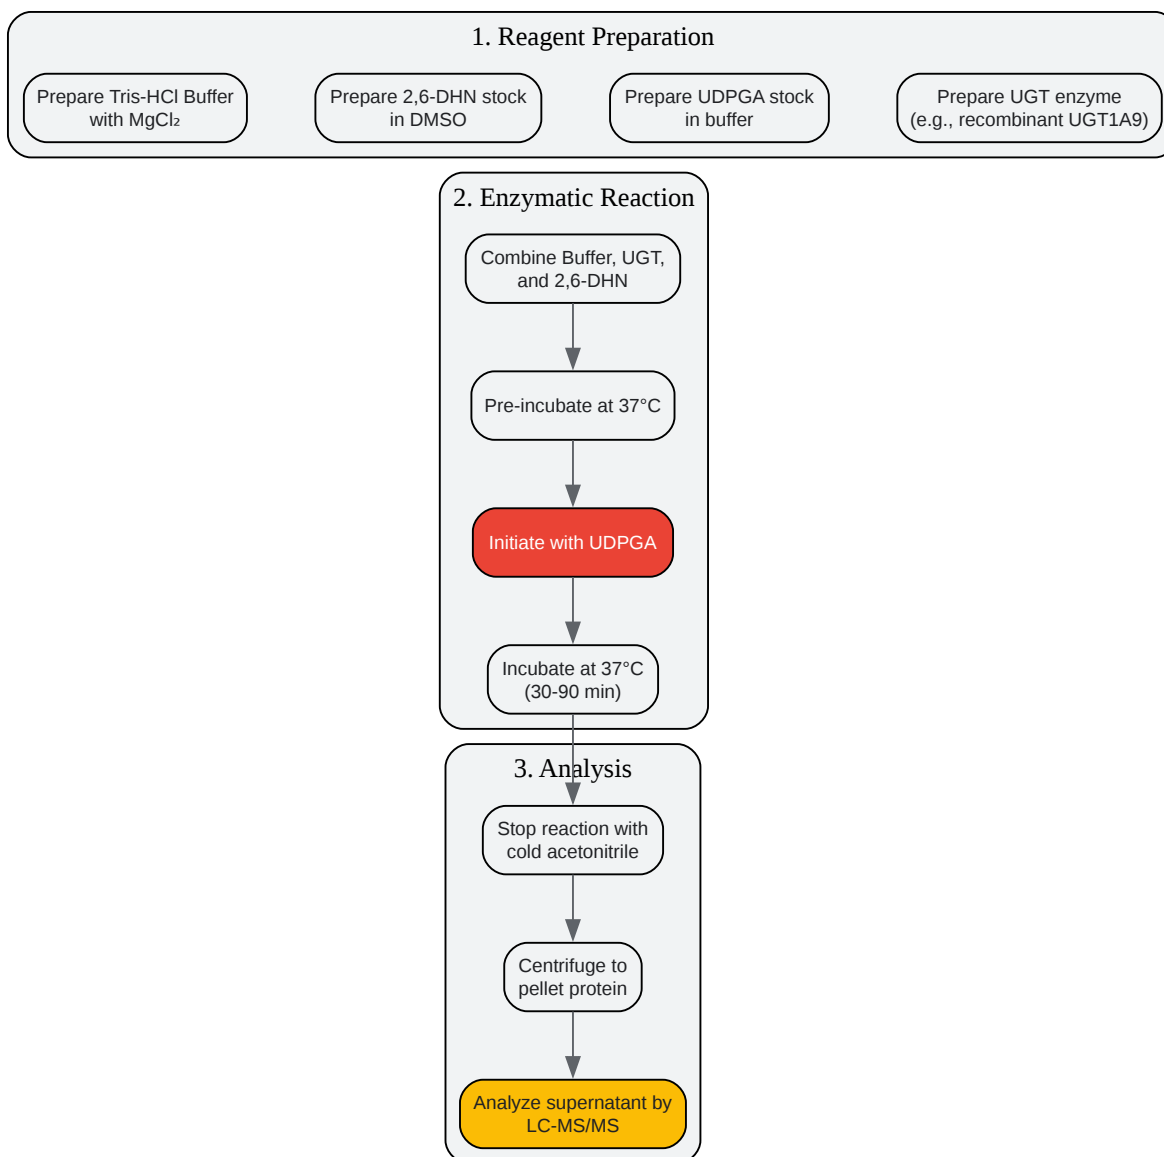 1. Reagent Preparation
Prepare Tris-HCl Buffer
with MgCl₂
Prepare 2,6-DHN stock
in DMSO
Prepare UDPGA stock
in buffer
Prepare UGT enzyme
(e.g., recombinant UGT1A9)
2. Enzymatic Reaction
Combine Buffer, UGT,
and 2,6-DHN
Pre-incubate at 37°C
Initiate with UDPGA
Incubate at 37°C
(30-90 min)
3. Analysis
Stop reaction with
cold acetonitrile
Centrifuge to
pellet protein
Analyze supernatant by
LC-MS/MS